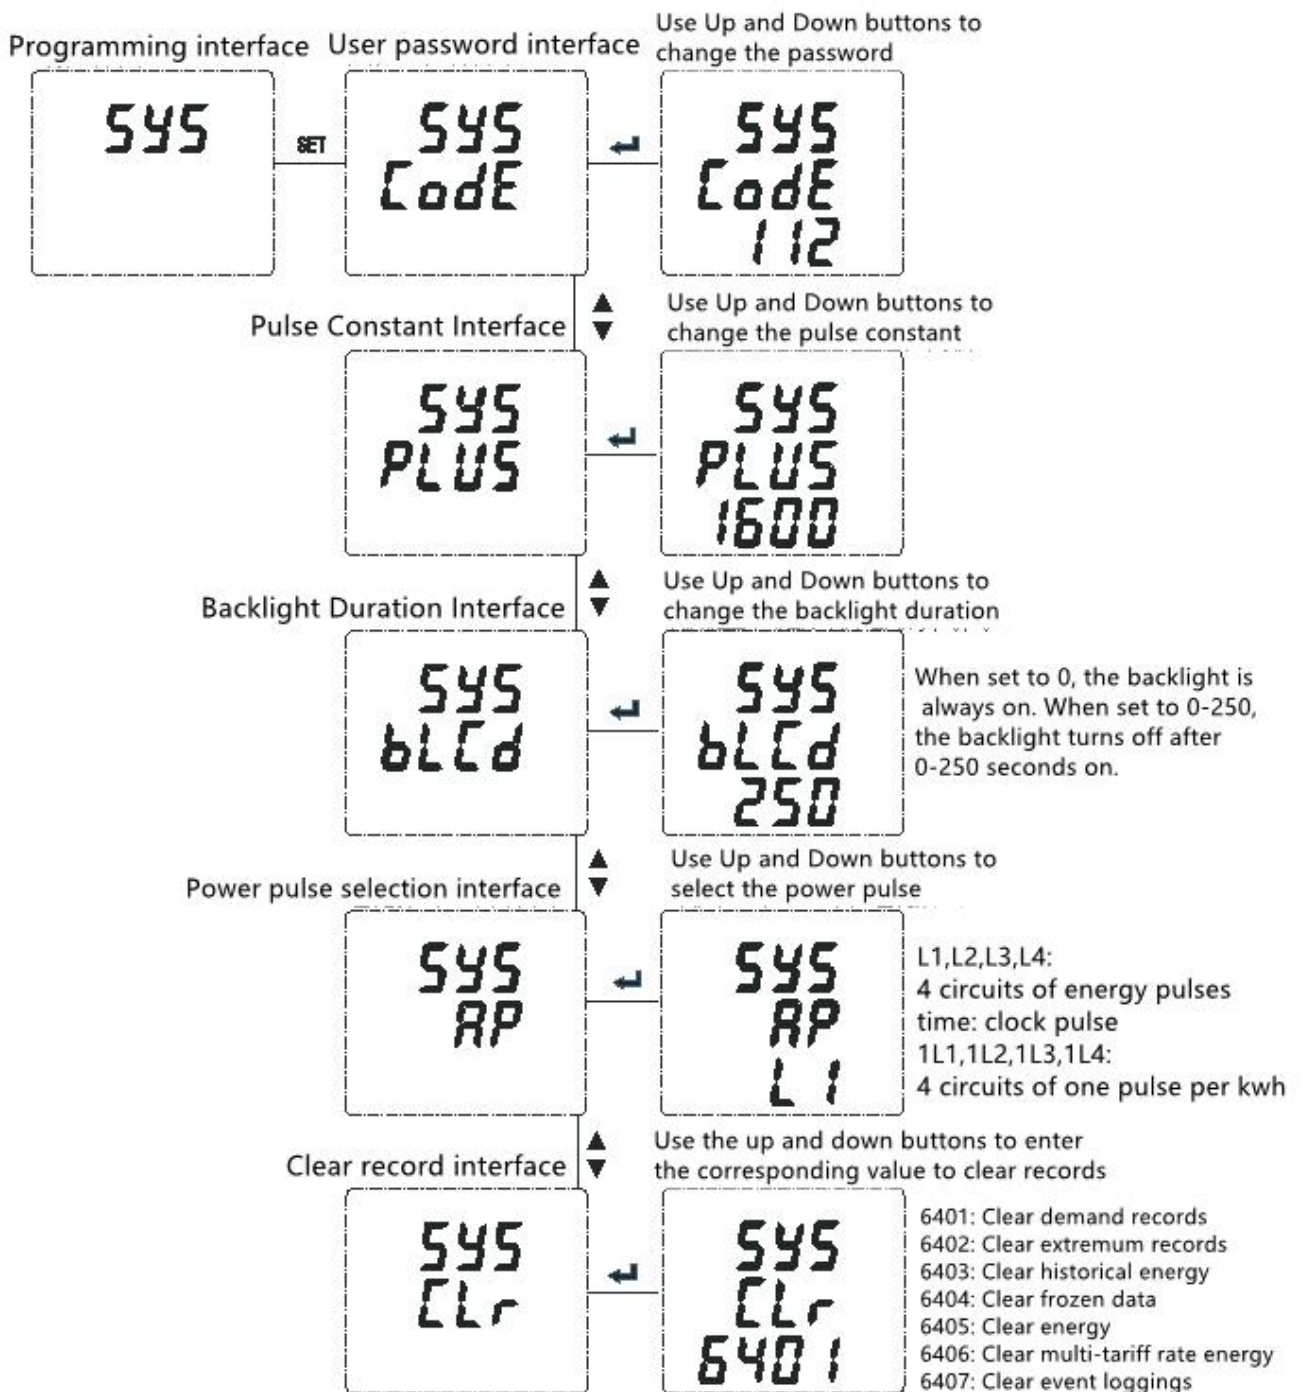 Programming interface
User password interface
Use Up and Down buttons to
change the password
SYS
SET
SYS
CodE
SYS
CodE
112
Pulse Constant Interface
Use Up and Down buttons to
change the pulse constant
SYS
PLUS
SYS
PLUS
1600
Backlight Duration Interface
Use Up and Down buttons to
change the backlight duration
SYS
bLCd
SYS
bLCd
250
When set to 0, the backlight is
always on. When set to 0-250,
the backlight turns off after
0-250 seconds on.
Power pulse selection interface
Use Up and Down buttons to
select the power pulse
SYS
AP
SYS
AP
L1
L1,L2,L3,L4:
4 circuits of energy pulses
time: clock pulse
1L1,1L2,1L3,1L4:
4 circuits of one pulse per kwh
Clear record interface
Use the up and down buttons to enter
the corresponding value to clear records
SYS
CLr
SYS
CLr
6401
6401: Clear demand records
6402: Clear extremum records
6403: Clear historical energy
6404: Clear frozen data
6405: Clear energy
6406: Clear multi-tariff rate energy
6407: Clear event loggings